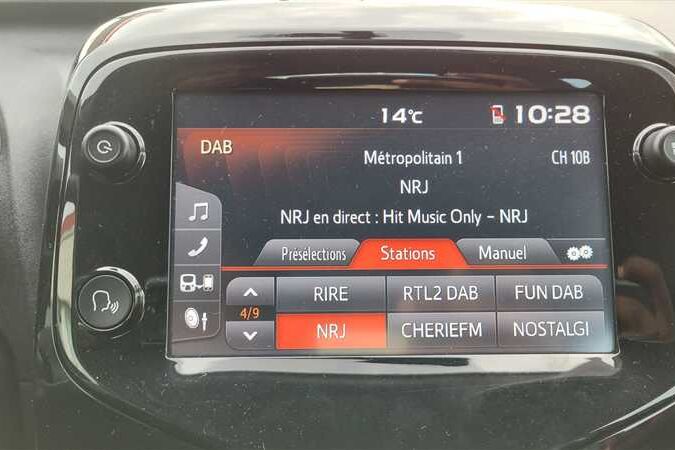 14°C 10:28
DAB
Métropolitain 1 CH 10B
NRJ
NRJ en direct : Hit Music Only - NRJ
Présélections Stations Manuel
RIRE RTL2 DAB FUN DAB
4/9
NRJ CHERIEFM NOSTALGI